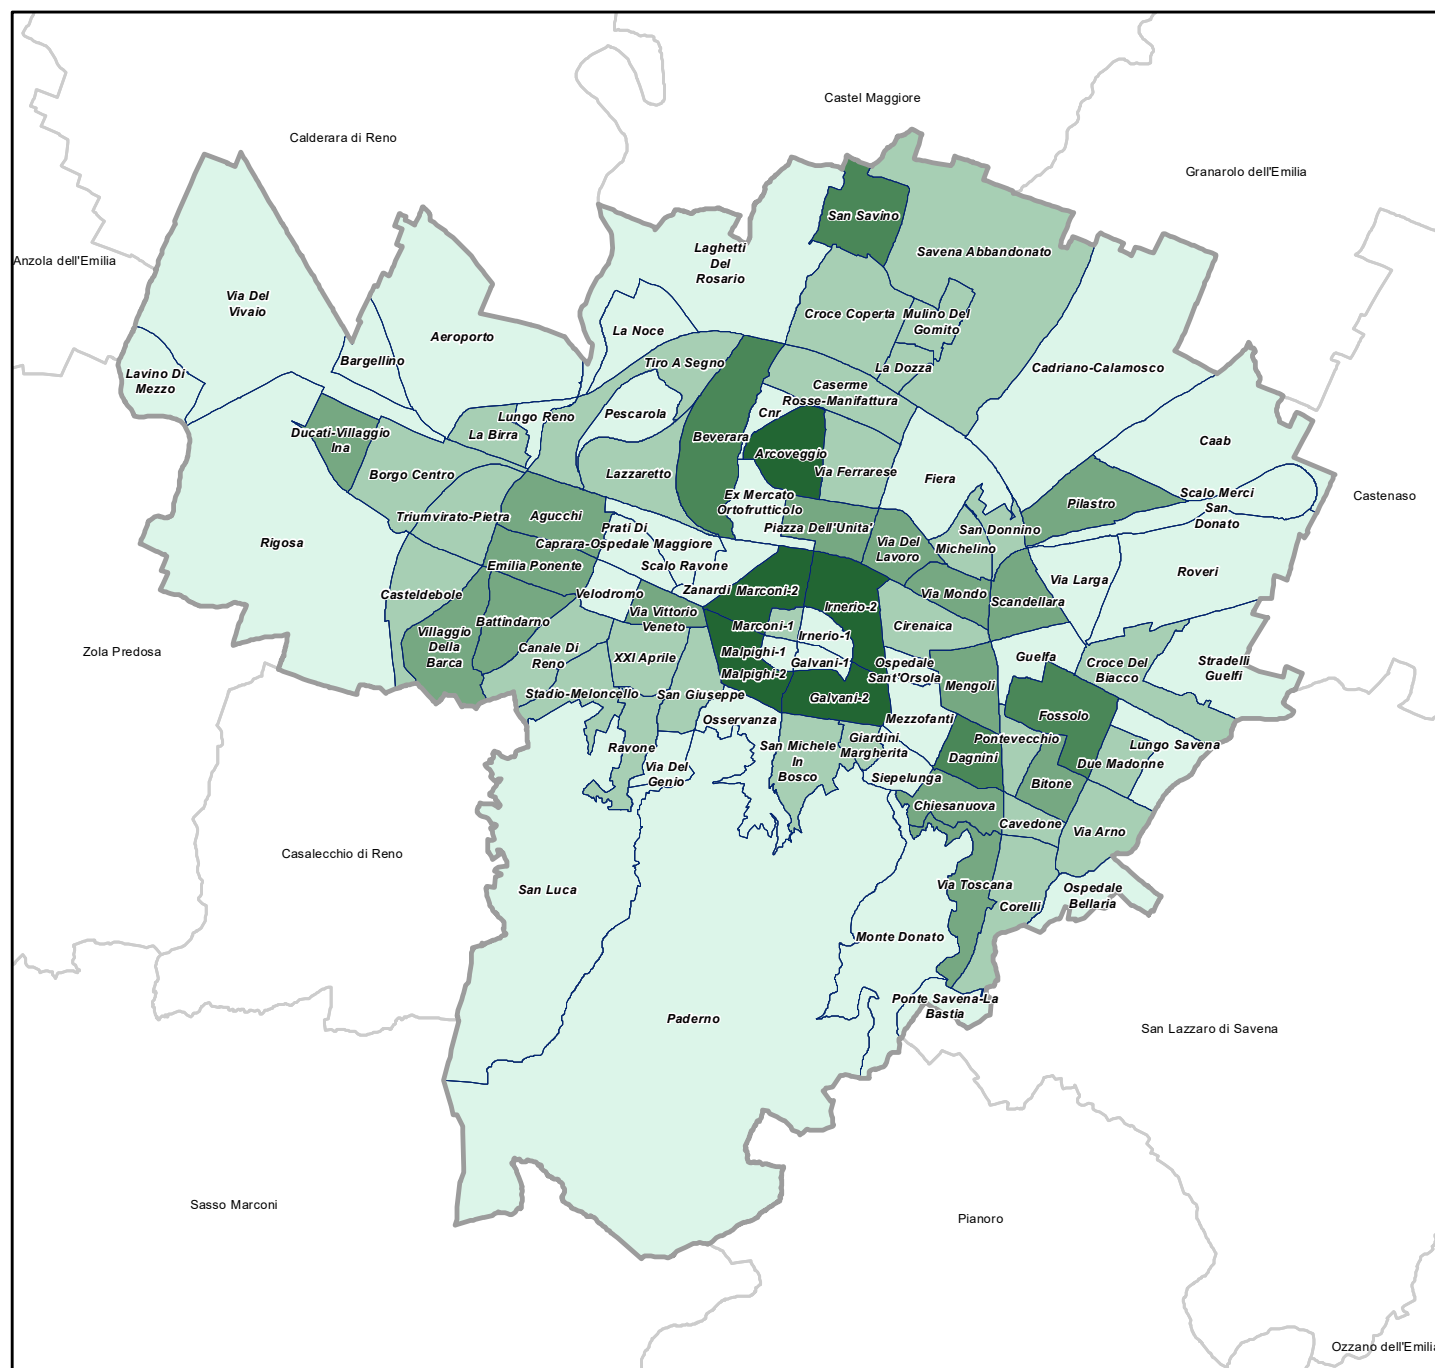 Castel Maggiore
Calderara di Reno
Granarolo dell'Emilia
San Savino
Laghetti
Del
Rosario
Savena Abbandonato
Anzola dell'Emilia
Via Del
Vivaio
Croce Coperta
Mulino Del
Gomito
La Noce
Aeroporto
Bargellino
Tiro A Segno
La Dozza
Cadriano-Calamosco
Lavino Di
Mezzo
Caserme
Rosse-Manifattura
Lungo Reno
Pescarola
Cnr
Ducati-Villaggio
Ina
La Birra
Beverara
Caab
Arcoveggio
Borgo Centro
Lazzaretto
Via Ferrarese
Fiera
Scalo Merci
San
Donato
Castenaso
Ex Mercato
Ortofrutticolo
Pilastro
Triumvirato-Pietra
Agucchi
Prati Di
Caprara-Ospedale Maggiore
Piazza Dell'Unita'
San Donnino
Rigosa
Via Del
Lavoro
Michelino
Emilia Ponente
Scalo Ravone
Via Larga
Roveri
Casteldebole
Velodromo
Zanardi
Marconi-2
Via Mondo
Scandellara
Irnerio-2
Via Vittorio
Veneto
Battindarno
Marconi-1
Cirenaica
Villaggio
Della
Barca
Irnerio-1
Zola Predosa
Canale Di
Reno
XXI Aprile
Malpighi-1
Galvani-1
Ospedale
Sant'Orsola
Guelfa
Croce Del
Biacco
Stradelli
Guelfi
Malpighi-2
Mengoli
Stadio-Meloncello
San Giuseppe
Galvani-2
Osservanza
Mezzofanti
Fossolo
Ravone
San Michele
In
Bosco
Giardini
Margherita
Pontevecchio
Lungo Savena
Dagnini
Due Madonne
Via Del
Genio
Siepelunga
Bitone
Chiesanuova
Cavedone
Via Arno
Casalecchio di Reno
San Luca
Via Toscana
Ospedale
Bellaria
Corelli
Monte Donato
Ponte Savena-La
Bastia
Paderno
San Lazzaro di Savena
Sasso Marconi
Pianoro
Ozzano dell'Emilia